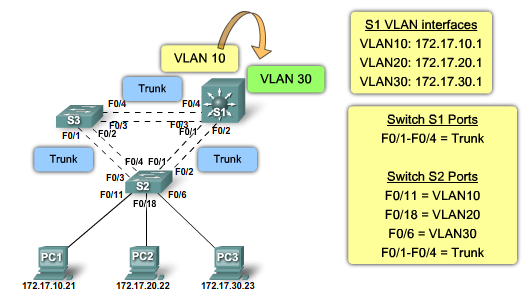 S1 VLAN interfaces
VLAN10: 172.17.10.1
VLAN20: 172.17.20.1
VLAN30: 172.17.30.1
VLAN 10
VLAN 30
Trunk
F0/4
F0/4
S3
S1
F0/3
F0/3
F0/1
F0/2
F0/1
F0/2
Trunk
Trunk
F0/4
F0/1
F0/3
F0/2
S2
F0/11
F0/18
F0/6
Switch S1 Ports
F0/1-F0/4 = Trunk
Switch S2 Ports
F0/11 = VLAN10
F0/18 = VLAN20
F0/6 = VLAN30
F0/1-F0/4 = Trunk
PC1
PC2
PC3
172.17.10.21
172.17.20.22
172.17.30.23